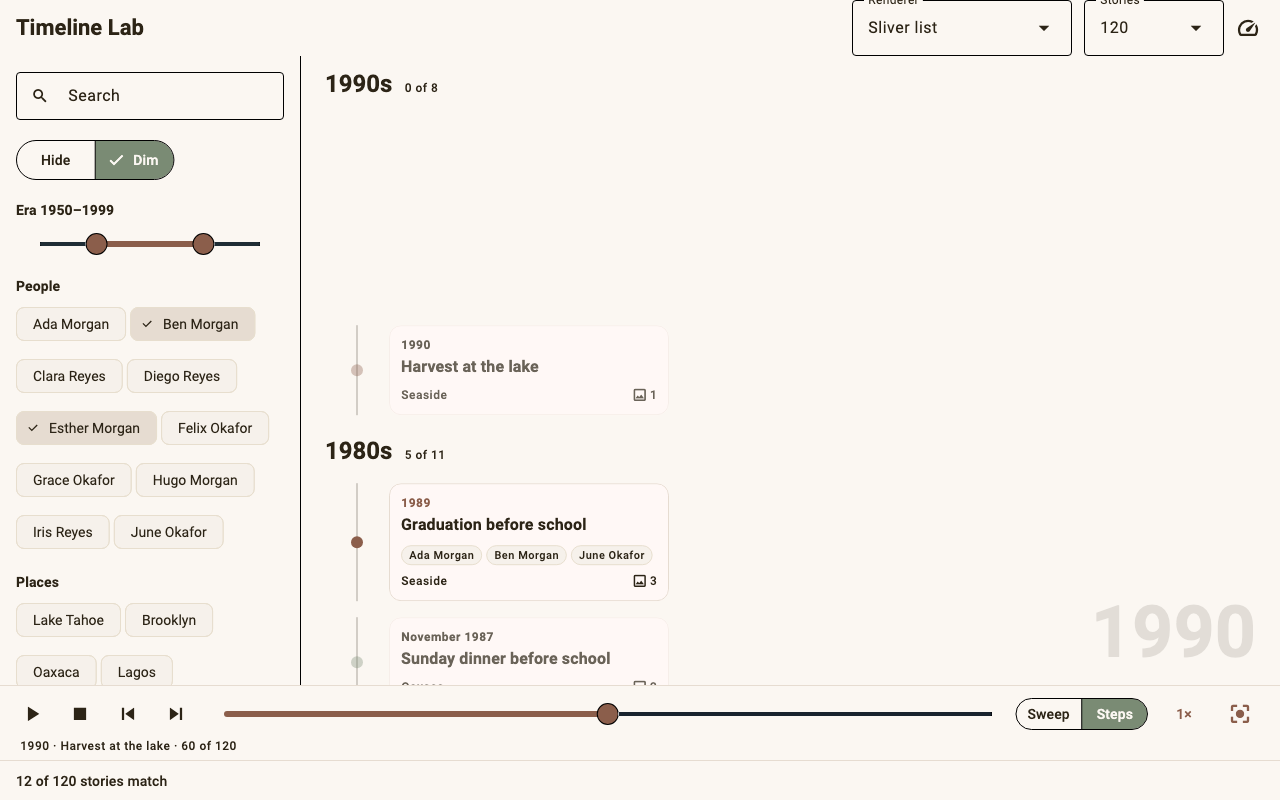 Timeline Lab
Renderer
Sliver list
Stories
120
Search
Hide
Dim
Era 1950–1999
People
Ada Morgan
Ben Morgan
Clara Reyes
Diego Reyes
Esther Morgan
Felix Okafor
Grace Okafor
Hugo Morgan
Iris Reyes
June Okafor
Places
Lake Tahoe
Brooklyn
Oaxaca
Lagos
1990s 0 of 8
1990
Harvest at the lake
Seaside 1
1980s 5 of 11
1989
Graduation before school
Ada Morgan Ben Morgan June Okafor
Seaside 3
November 1987
Sunday dinner before school
1990
Sweep
Steps
1×
1990 · Harvest at the lake · 60 of 120
12 of 120 stories match